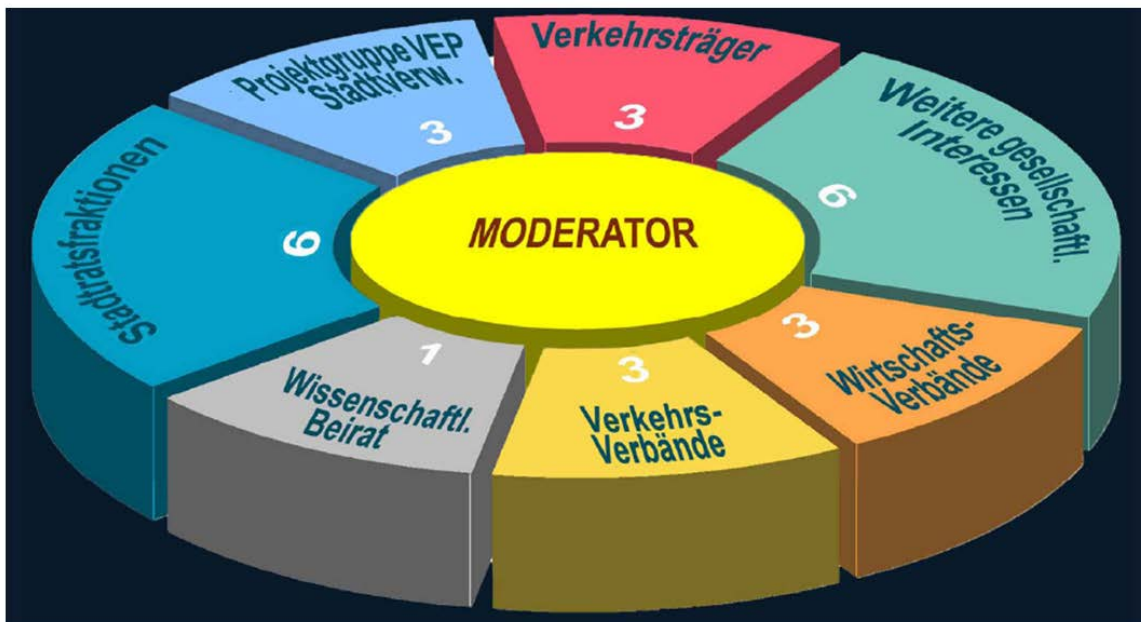 Projektgruppe VEP
Stadtverw.
3
Verkehrsträger
3
Weitere gesellschaftl.
Interessen
6
Stadtratsfraktionen
6
MODERATOR
Wissenschaftl.
Beirat
1
Verkehrs-
Verbände
3
Wirtschafts-
Verbände
3